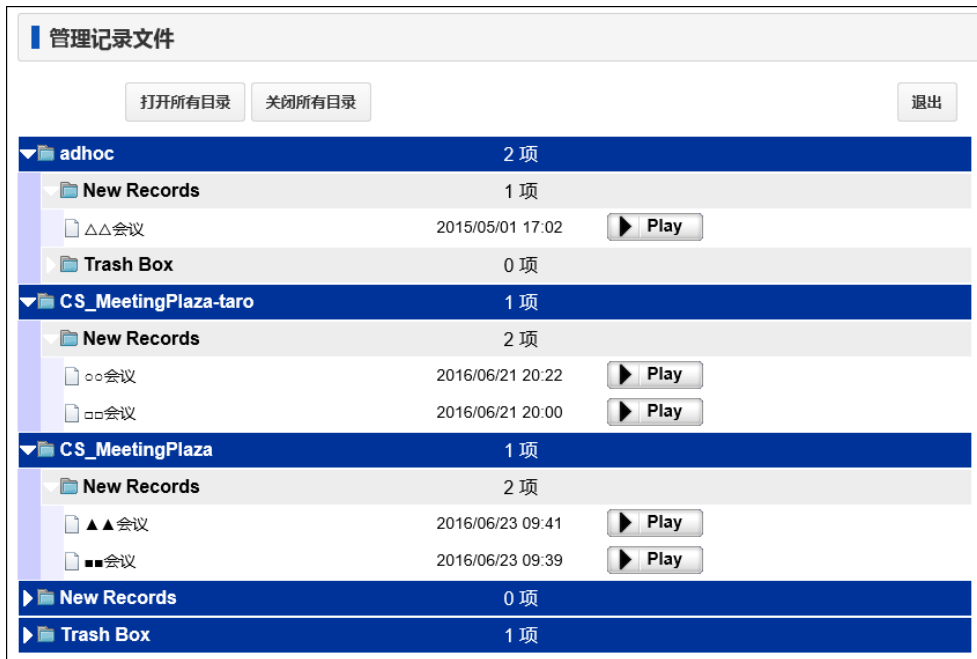 管理记录文件
打开所有目录 关闭所有目录 退出
adhoc 2 项
New Records 1 项
△△会议 2015/05/01 17:02 Play
Trash Box 0 项
CS_MeetingPlaza-taro 1 项
New Records 2 项
○○会议 2016/06/21 20:22 Play
□□会议 2016/06/21 20:00 Play
CS_MeetingPlaza 1 项
New Records 2 项
▲▲会议 2016/06/23 09:41 Play
■■会议 2016/06/23 09:39 Play
New Records 0 项
Trash Box 1 项